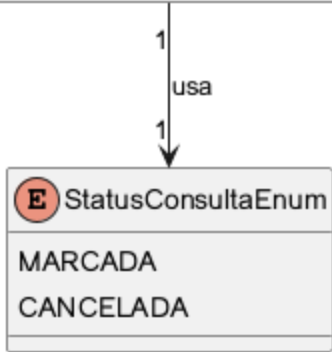 1
usa
1
E StatusConsultaEnum
MARCADA
CANCELADA